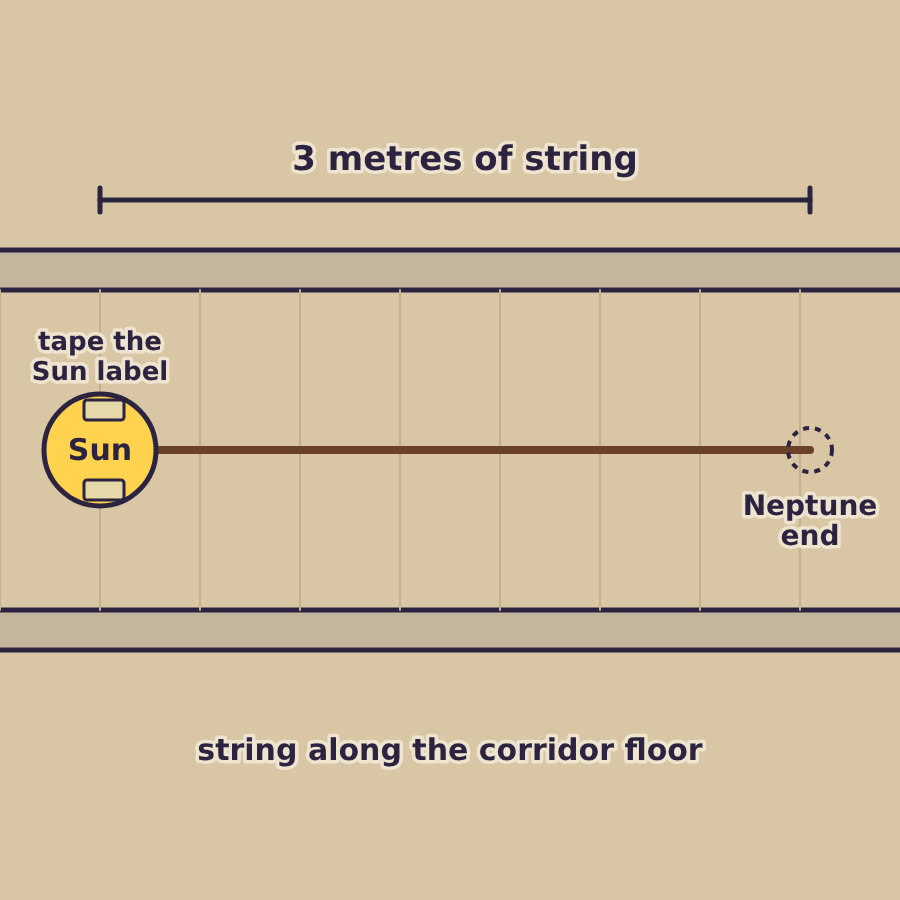 3 metres of string
tape the
Sun label
Sun
Neptune
end
string along the corridor floor